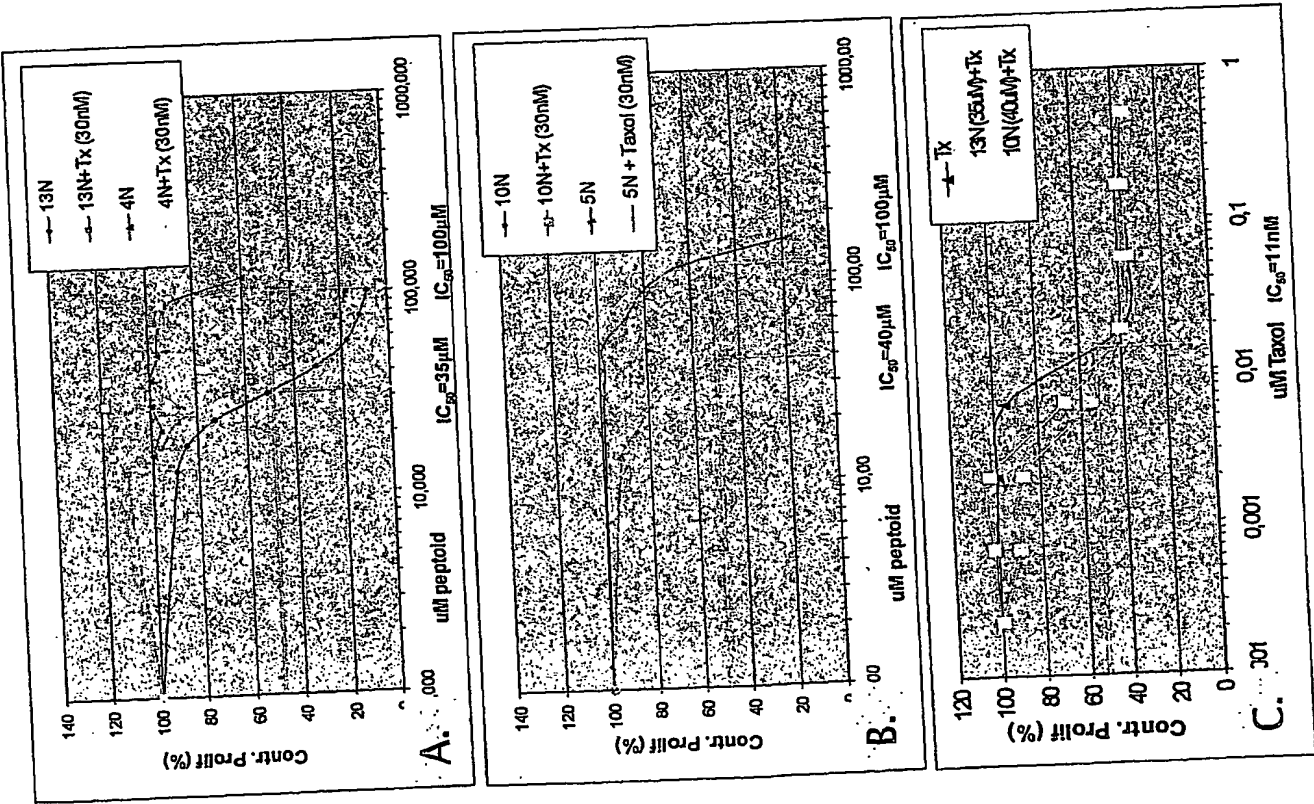 140
120
100
80
60
40
20
Contr. Prolif (%)
13N
13N+Tx (30nM)
4N
4N+Tx (30nM)
,000
10,000
100,000
1000,000
uM peptoid IC50=35µM IC50=100µM
A.
140
120
100
80
60
40
20
0
Contr. Prolif (%)
10N
10N+Tx (30nM)
5N
5N + Taxol (30nM)
00
10,00
100,00
1000,00
uM peptoid IC50=40µM IC50=100µM
B.
120
100
80
60
40
20
0
Contr. Prolif (%)
Tx
13N(35uM)+Tx
10N(40uM)+Tx
001
0,001
0,01
0,1
1
uM Taxol IC50=11nM
C.